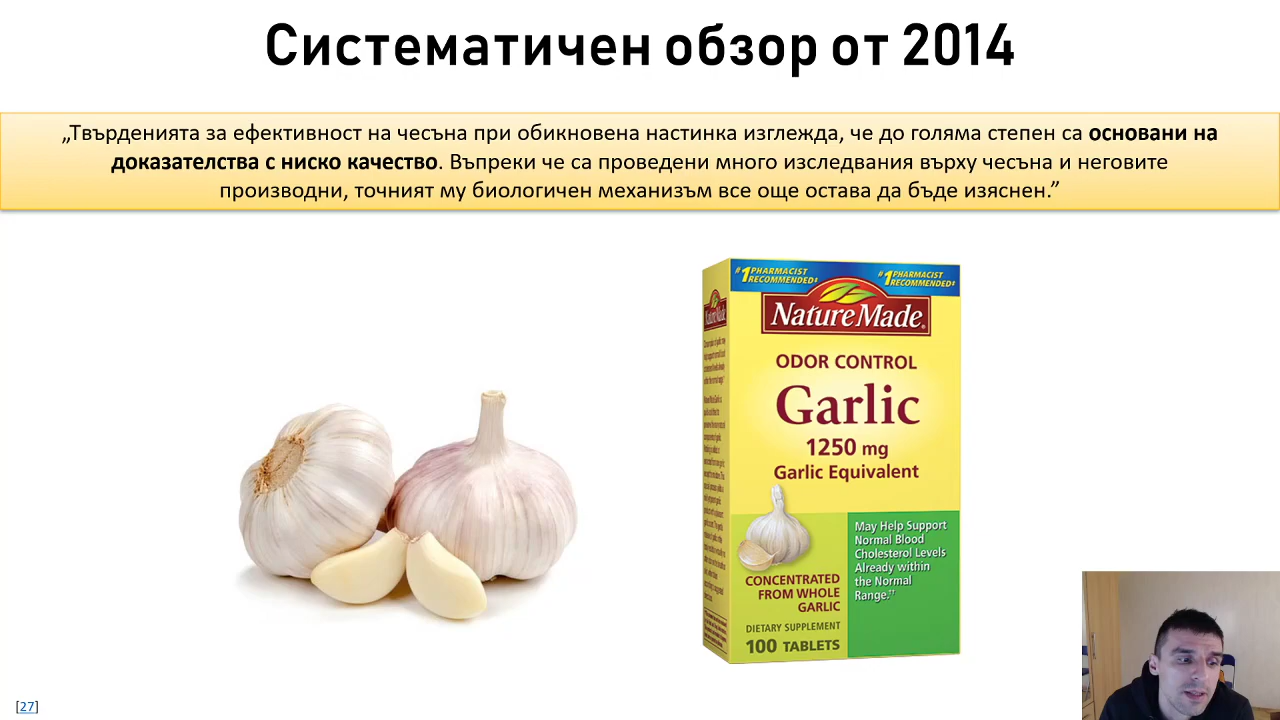 Систематичен обзор от 2014
„Твърденията за ефективност на чесъна при обикновена настинка изглежда, че до голяма степен са основани на
доказателства с ниско качество. Въпреки че са проведени много изследвания върху чесъна и неговите
производни, точният му биологичен механизъм все още остава да бъде изяснен.”
#1 PHARMACIST
RECOMMENDED‡
#1 PHARMACIST
RECOMMENDED‡
Nature Made
ODOR CONTROL
Garlic
1250 mg
Garlic Equivalent
May Help Support
Normal Blood
Cholesterol Levels
Already within
the Normal
Range.††
CONCENTRATED
FROM WHOLE
GARLIC
DIETARY SUPPLEMENT
100 TABLETS
[27]